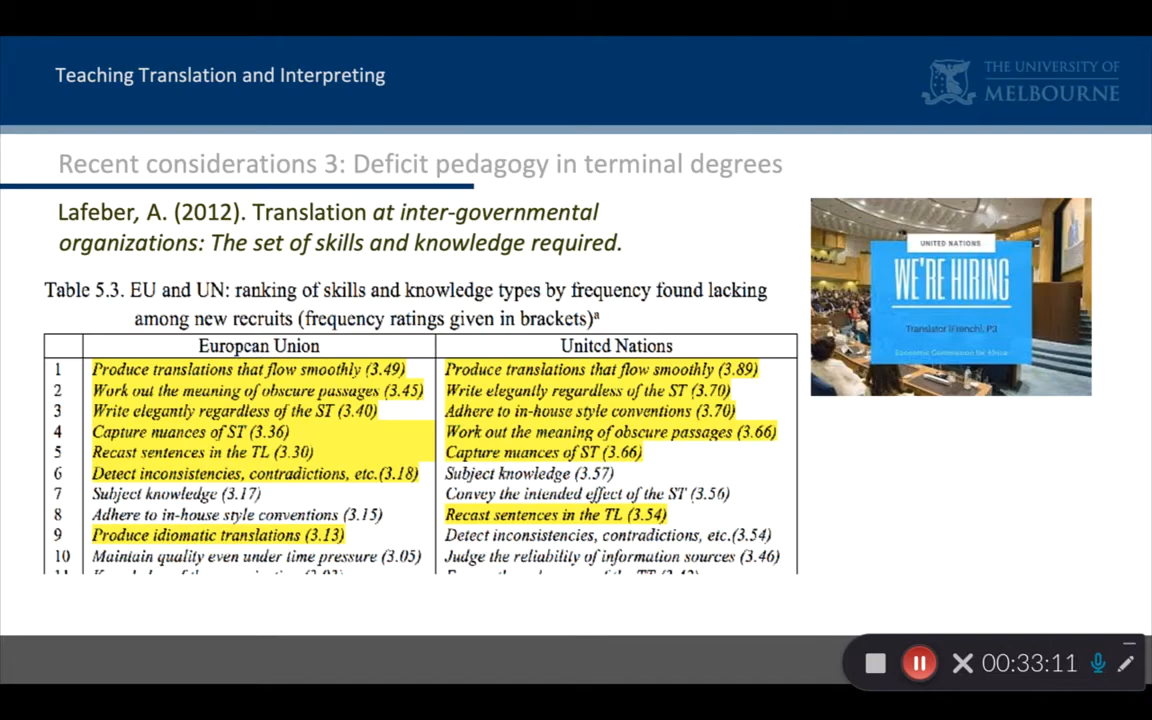 Teaching Translation and Interpreting
THE UNIVERSITY OF
MELBOURNE
Recent considerations 3: Deficit pedagogy in terminal degrees
Lafeber, A. (2012). Translation at inter-governmental
organizations: The set of skills and knowledge required.
UNITED NATIONS
WE'RE HIRING
Translator (French), P3
Economic Commission for Africa
Table 5.3. EU and UN: ranking of skills and knowledge types by frequency found lacking
among new recruits (frequency ratings given in brackets)ª
European Union United Nations
1 Produce translations that flow smoothly (3.49) Produce translations that flow smoothly (3.89)
2 Work out the meaning of obscure passages (3.45) Write elegantly regardless of the ST (3.70)
3 Write elegantly regardless of the ST (3.40) Adhere to in-house style conventions (3.70)
4 Capture nuances of ST (3.36) Work out the meaning of obscure passages (3.66)
5 Recast sentences in the TL (3.30) Capture nuances of ST (3.66)
6 Detect inconsistencies, contradictions, etc.(3.18) Subject knowledge (3.57)
7 Subject knowledge (3.17) Convey the intended effect of the ST (3.56)
8 Adhere to in-house style conventions (3.15) Recast sentences in the TL (3.54)
9 Produce idiomatic translations (3.13) Detect inconsistencies, contradictions, etc.(3.54)
10 Maintain quality even under time pressure (3.05) Judge the reliability of information sources (3.46)
00:33:11